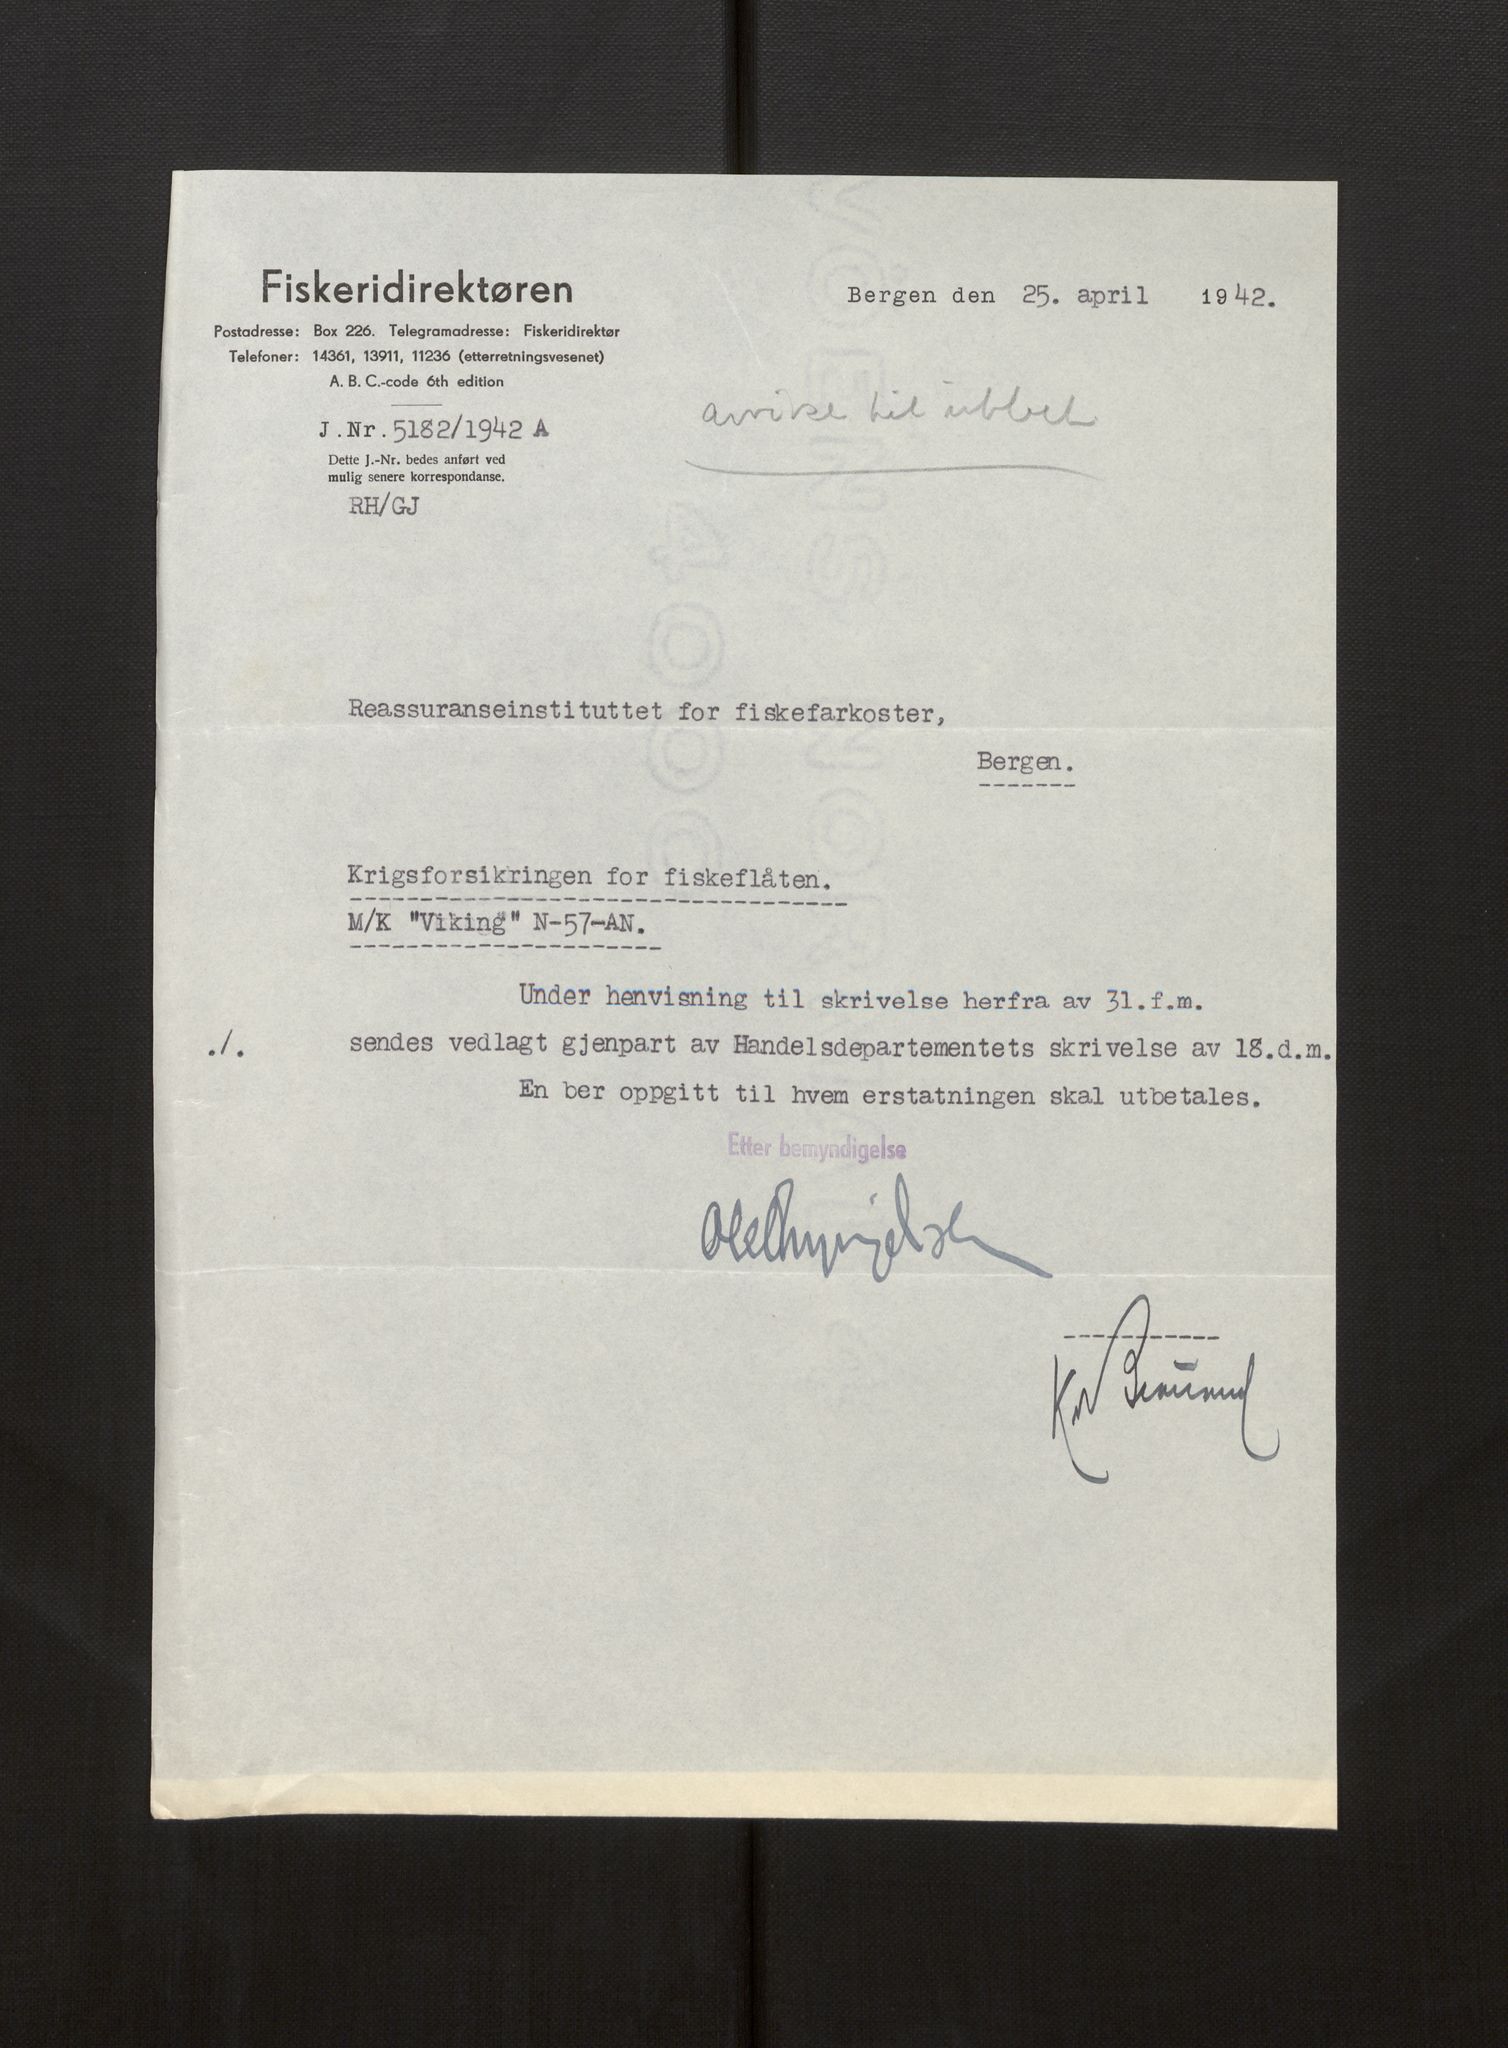 Fiskeridirektøren
Postadresse: Box 226. Telegramadresse: Fiskeridirektør
Telefoner: 14361, 13911, 11236 (etterretningsvesenet)
A. B. C.-code 6th edition
J.Nr. 5182/1942 A
Dette J.-Nr. bedes anført ved
mulig senere korrespondanse.
RH/GJ
Bergen den 25. april 1942.
til
Reassuranseinstituttet for fiskefarkoster,
Bergen.
Krigsforsikringen for fiskeflåten.
M/K "Viking" N-57-AN.
Under henvisning til skrivelse herfra av 31.f.m.
./. sendes vedlagt gjenpart av Handelsdepartementets skrivelse av 18.d.m.
En ber oppgitt til hvem erstatningen skal utbetales.
Etter bemyndigelse